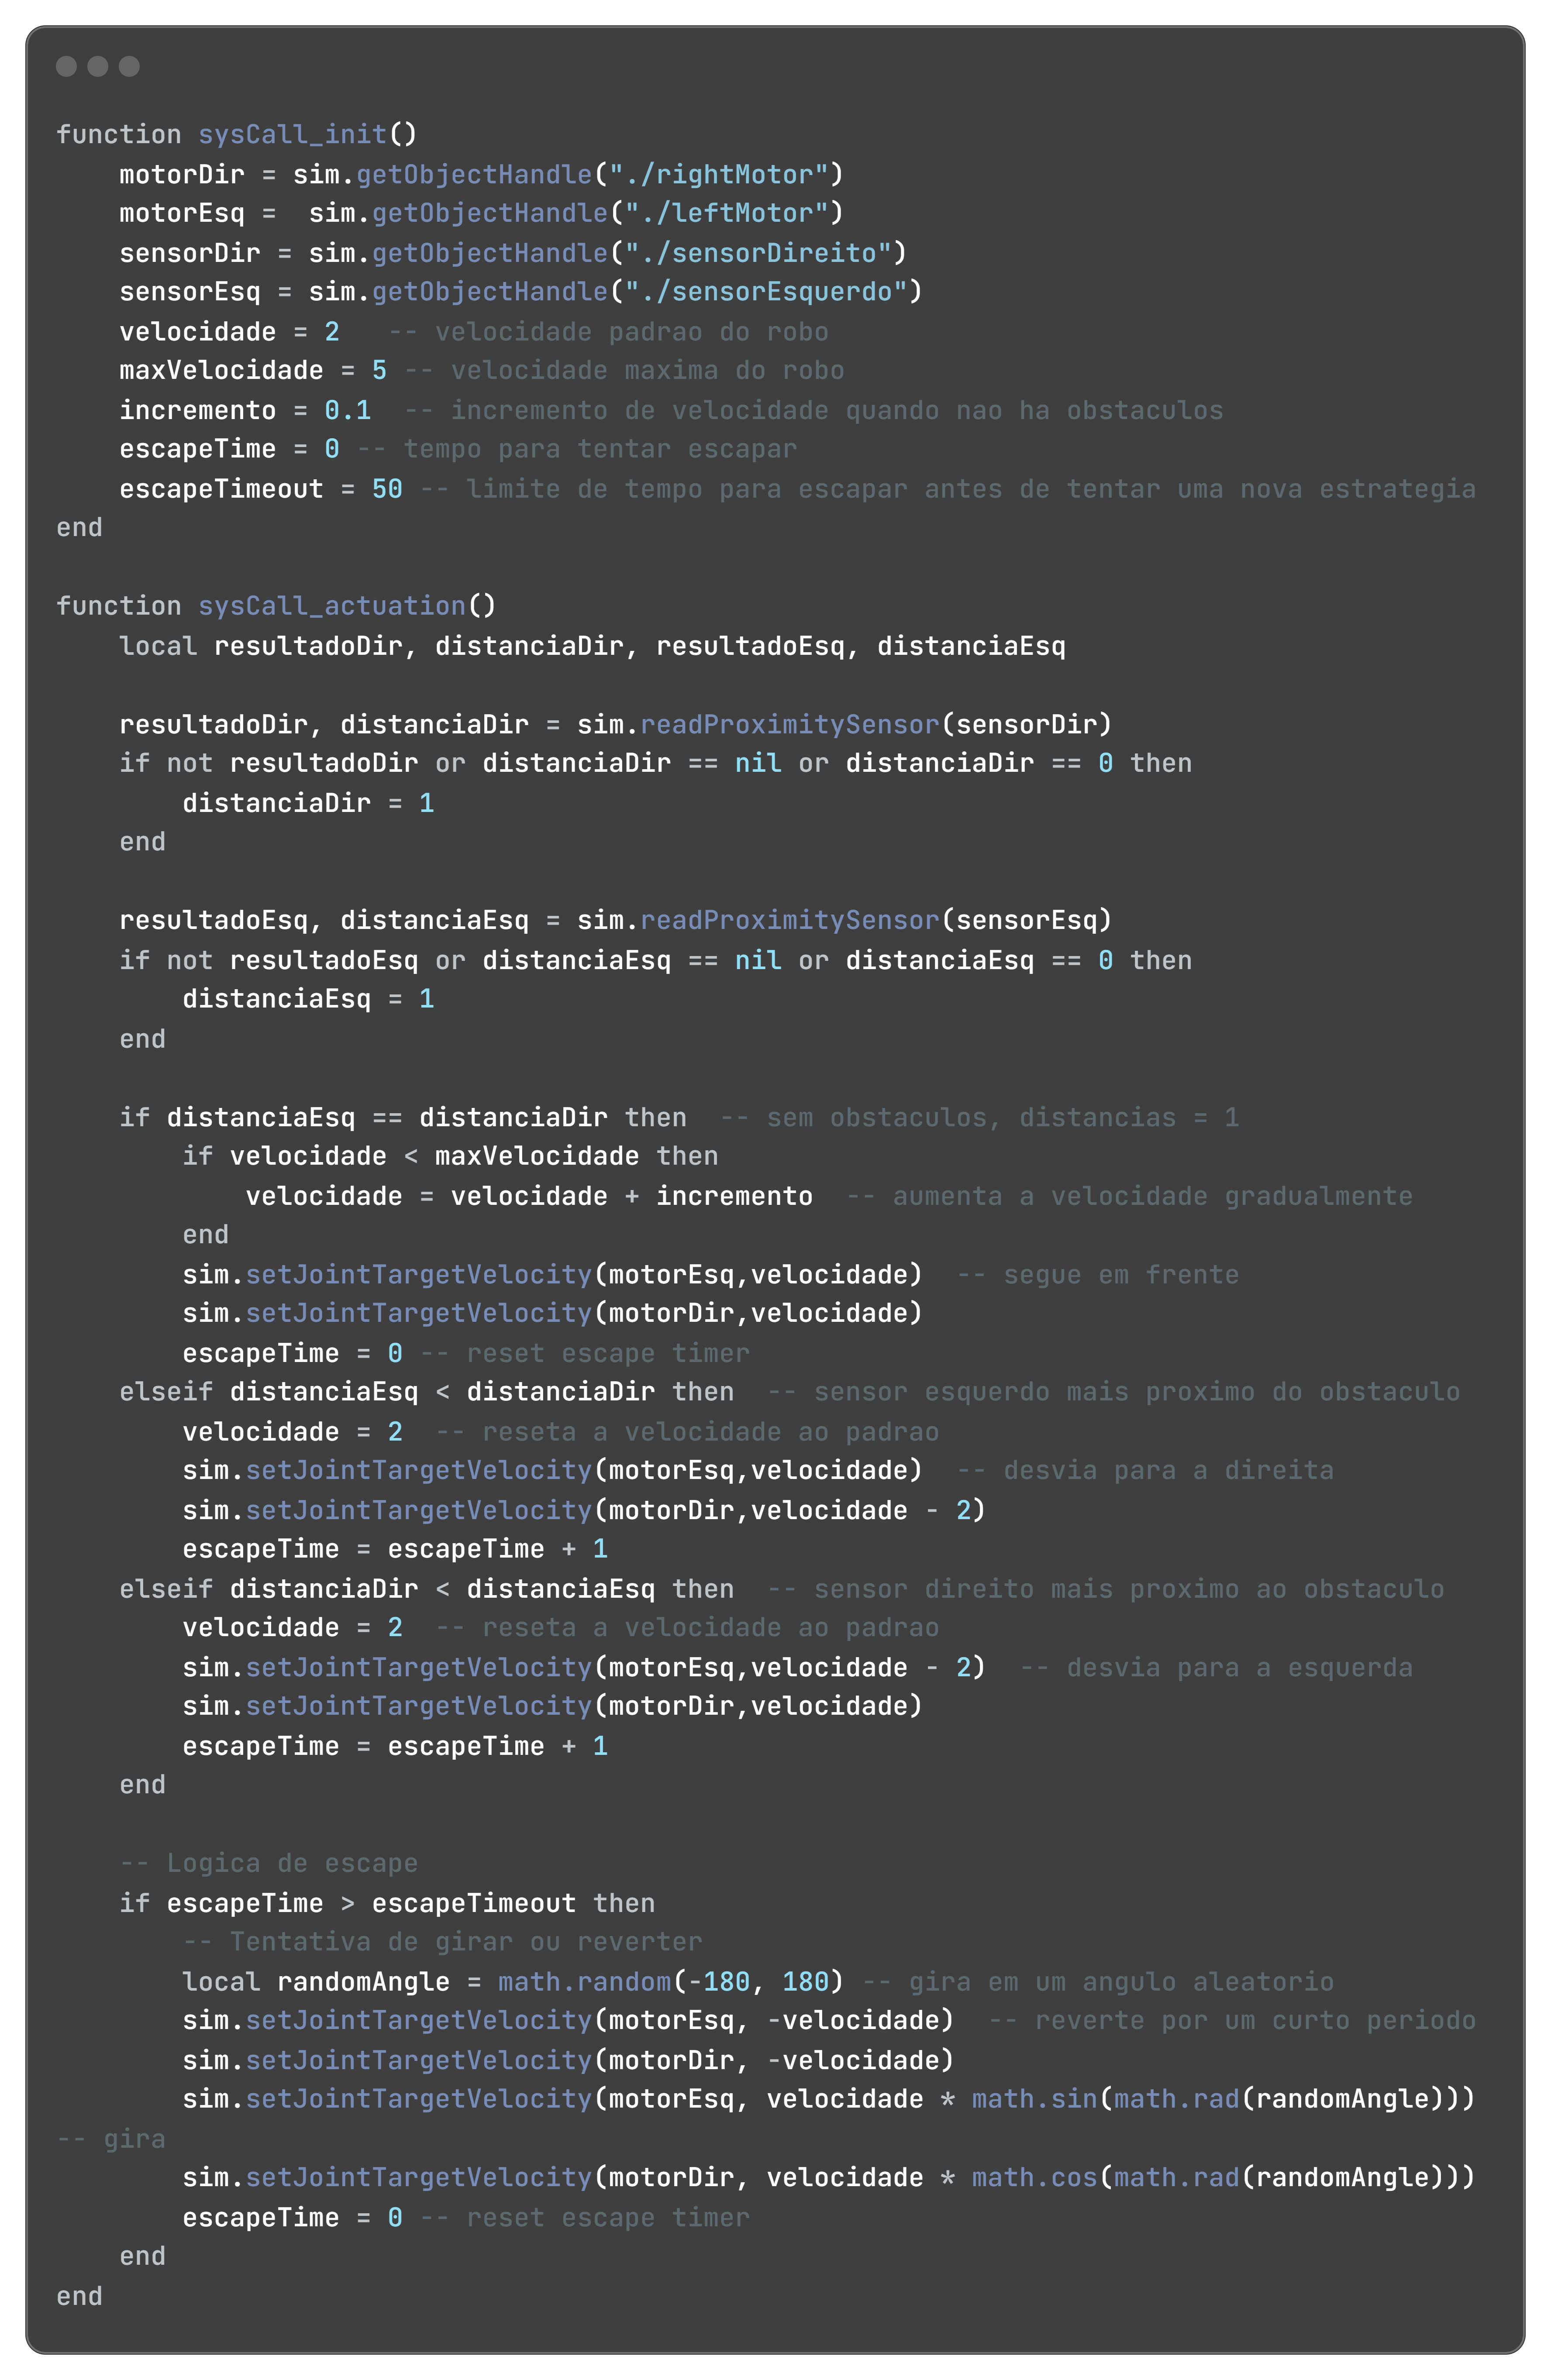 function sysCall_init()
    motorDir = sim.getObjectHandle("./rightMotor")
    motorEsq =  sim.getObjectHandle("./leftMotor")
    sensorDir = sim.getObjectHandle("./sensorDireito")
    sensorEsq = sim.getObjectHandle("./sensorEsquerdo")
    velocidade = 2   -- velocidade padrao do robo
    maxVelocidade = 5 -- velocidade maxima do robo
    incremento = 0.1  -- incremento de velocidade quando nao ha obstaculos
    escapeTime = 0 -- tempo para tentar escapar
    escapeTimeout = 50 -- limite de tempo para escapar antes de tentar uma nova estrategia
end

function sysCall_actuation()
    local resultadoDir, distanciaDir, resultadoEsq, distanciaEsq

    resultadoDir, distanciaDir = sim.readProximitySensor(sensorDir)
    if not resultadoDir or distanciaDir == nil or distanciaDir == 0 then
        distanciaDir = 1
    end

    resultadoEsq, distanciaEsq = sim.readProximitySensor(sensorEsq)
    if not resultadoEsq or distanciaEsq == nil or distanciaEsq == 0 then
        distanciaEsq = 1
    end

    if distanciaEsq == distanciaDir then  -- sem obstaculos, distancias = 1
        if velocidade < maxVelocidade then
            velocidade = velocidade + incremento  -- aumenta a velocidade gradualmente
        end
        sim.setJointTargetVelocity(motorEsq,velocidade)  -- segue em frente
        sim.setJointTargetVelocity(motorDir,velocidade)
        escapeTime = 0 -- reset escape timer
    elseif distanciaEsq < distanciaDir then  -- sensor esquerdo mais proximo do obstaculo
        velocidade = 2  -- reseta a velocidade ao padrao
        sim.setJointTargetVelocity(motorEsq,velocidade)  -- desvia para a direita
        sim.setJointTargetVelocity(motorDir,velocidade - 2)
        escapeTime = escapeTime + 1
    elseif distanciaDir < distanciaEsq then  -- sensor direito mais proximo ao obstaculo
        velocidade = 2  -- reseta a velocidade ao padrao
        sim.setJointTargetVelocity(motorEsq,velocidade - 2)  -- desvia para a esquerda
        sim.setJointTargetVelocity(motorDir,velocidade)
        escapeTime = escapeTime + 1
    end

    -- Logica de escape
    if escapeTime > escapeTimeout then
        -- Tentativa de girar ou reverter
        local randomAngle = math.random(-180, 180) -- gira em um angulo aleatorio
        sim.setJointTargetVelocity(motorEsq, -velocidade)  -- reverte por um curto periodo
        sim.setJointTargetVelocity(motorDir, -velocidade)
        sim.setJointTargetVelocity(motorEsq, velocidade * math.sin(math.rad(randomAngle)))
-- gira
        sim.setJointTargetVelocity(motorDir, velocidade * math.cos(math.rad(randomAngle)))
        escapeTime = 0 -- reset escape timer
    end
end